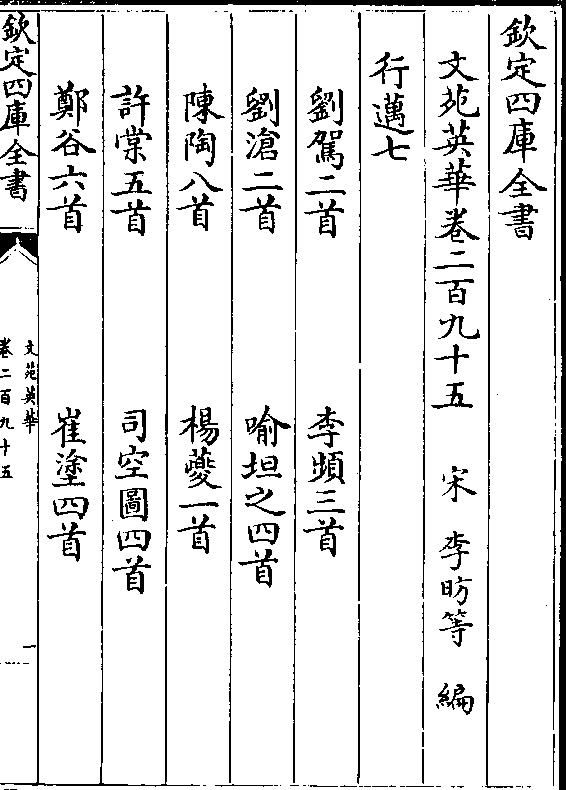 欽定四庫全書
文苑英華卷二百九十五　宋　李昉等　編
行邁七
劉駕二首　李頻三首
劉滄二首　喻坦之四首
陳陶八首　楊夔一首
許棠五首　司空圖四首
鄭谷六首　崔塗四首
欽定四庫全書　文苑英華
卷二百九十五　一